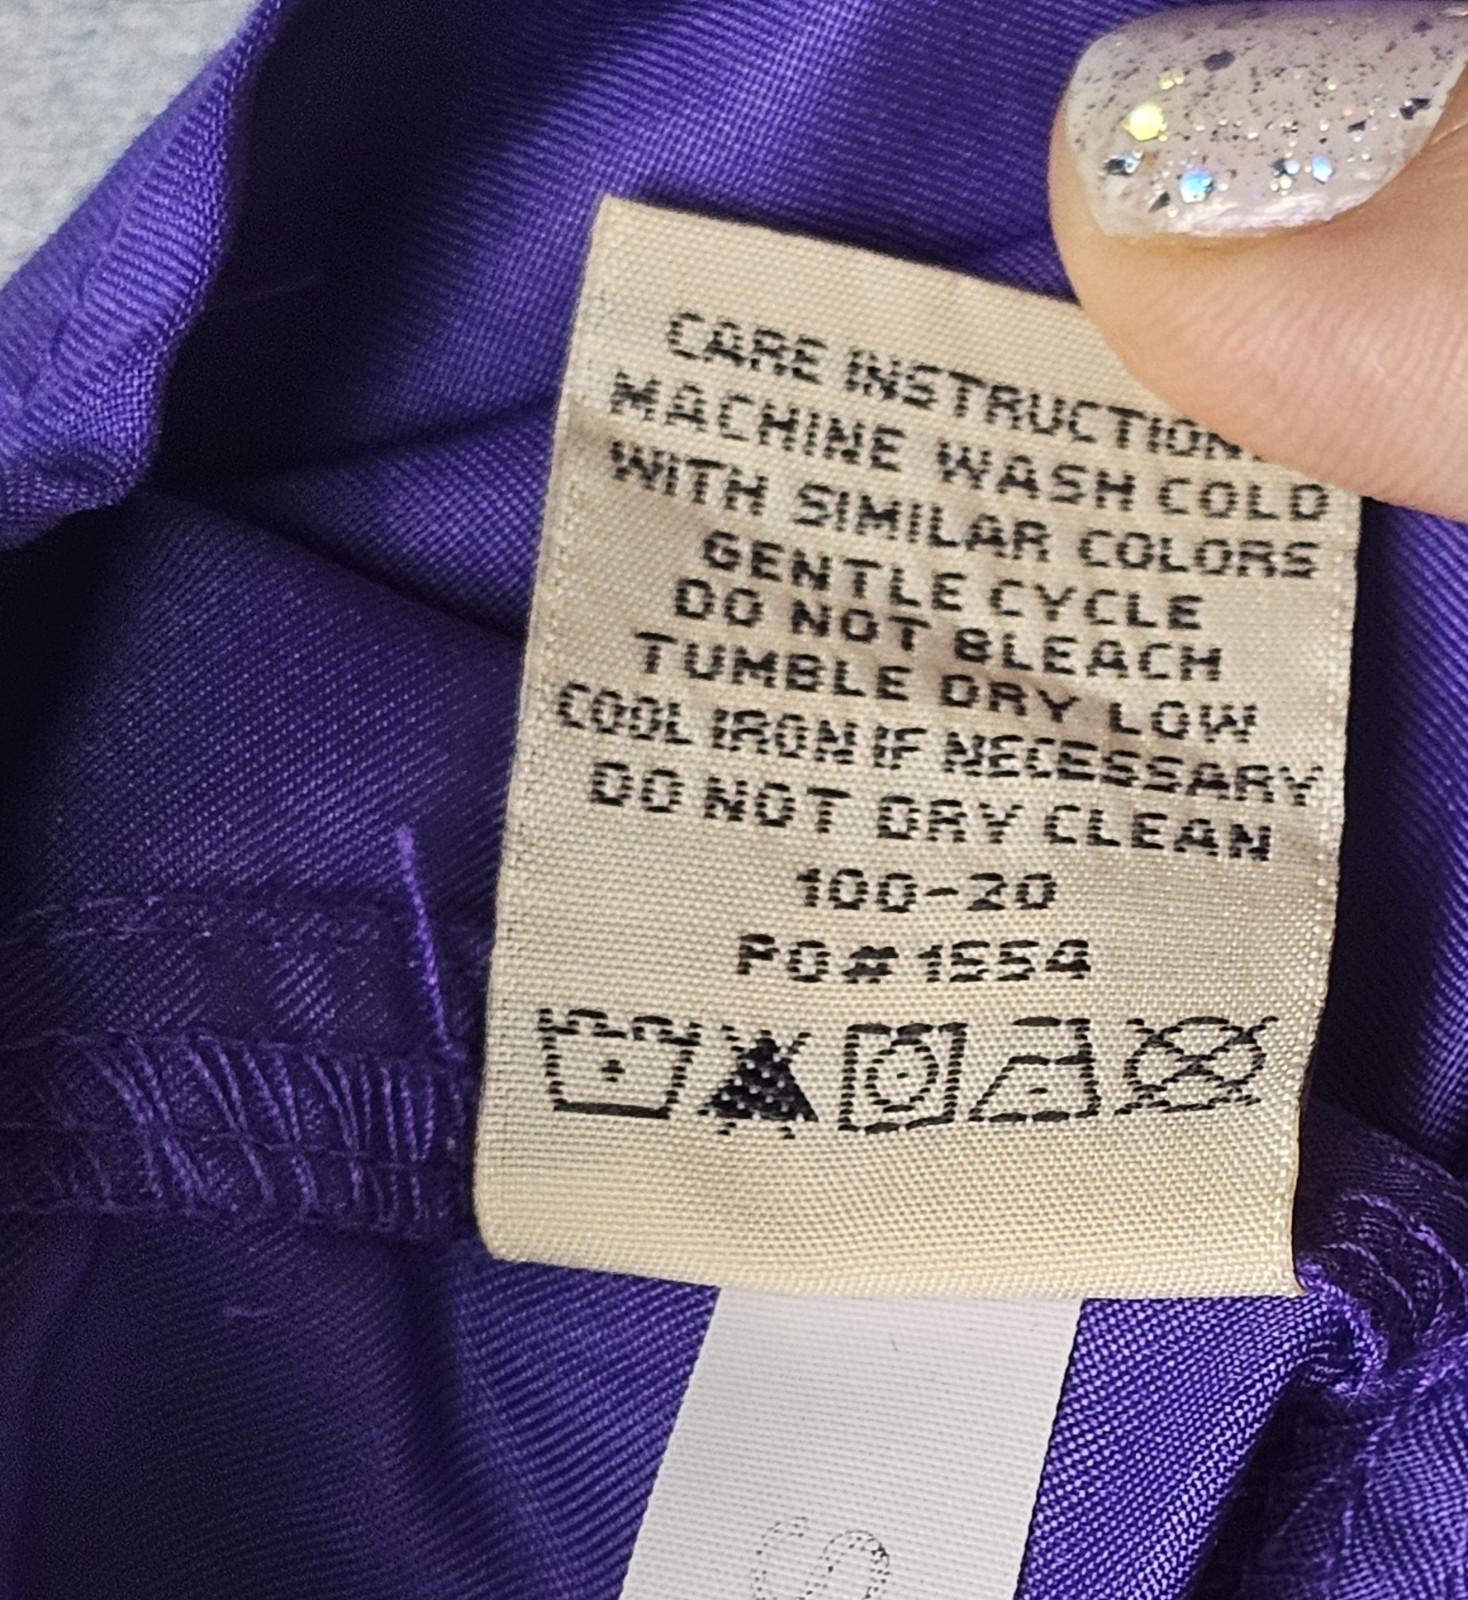 CARE INSTRUCTION
MACHINE WASH COLD
WITH SIMILAR COLORS
GENTLE CYCLE
DO NOT BLEACH
TUMBLE DRY LOW
COOL IRON IF NECESSARY
DO NOT DRY CLEAN
100-20
PO#1554
S